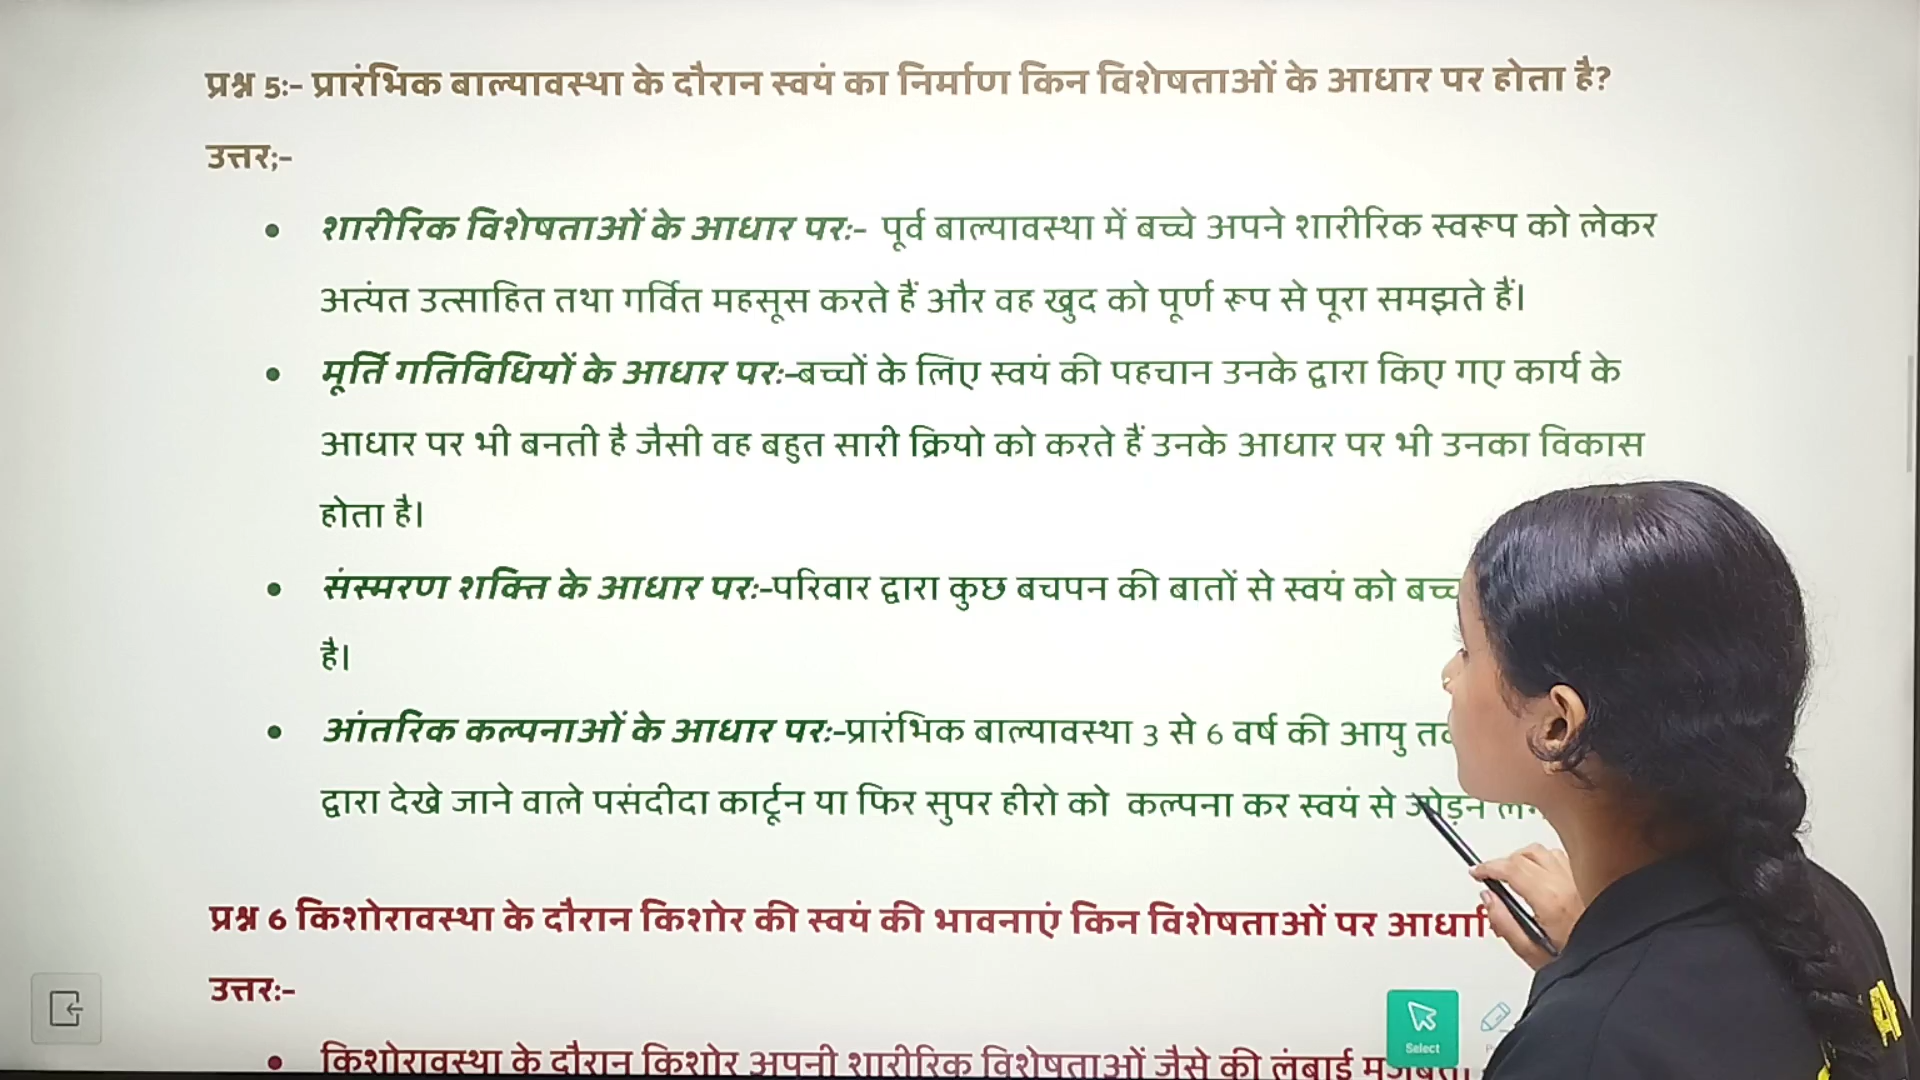 प्रश्न 5:- प्रारंभिक बाल्यावस्था के दौरान स्वयं का निर्माण किन विशेषताओं के आधार पर होता है?
उत्तर;-
• शारीरिक विशेषताओं के आधार पर:- पूर्व बाल्यावस्था में बच्चे अपने शारीरिक स्वरूप को लेकर
अत्यंत उत्साहित तथा गर्वित महसूस करते हैं और वह खुद को पूर्ण रूप से पूरा समझते हैं।
• मूर्ति गतिविधियों के आधार पर:-बच्चों के लिए स्वयं की पहचान उनके द्वारा किए गए कार्य के
आधार पर भी बनती है जैसी वह बहुत सारी क्रियो को करते हैं उनके आधार पर भी उनका विकास
होता है।
• संस्मरण शक्ति के आधार पर:-परिवार द्वारा कुछ बचपन की बातों से स्वयं को
है।
• आंतरिक कल्पनाओं के आधार पर:-प्रारंभिक बाल्यावस्था 3 से 6 वर्ष की आयु
द्वारा देखे जाने वाले पसंदीदा कार्टून या फिर सुपर हीरो को कल्पना कर स्वयं से
प्रश्न 6 किशोरावस्था के दौरान किशोर की स्वयं की भावनाएं किन विशेषताओं पर
उत्तर:-
• किशोरावस्था के दौरान किशोर अपनी शारीरिक विशेषताओं जैसे की लंबाई
Select